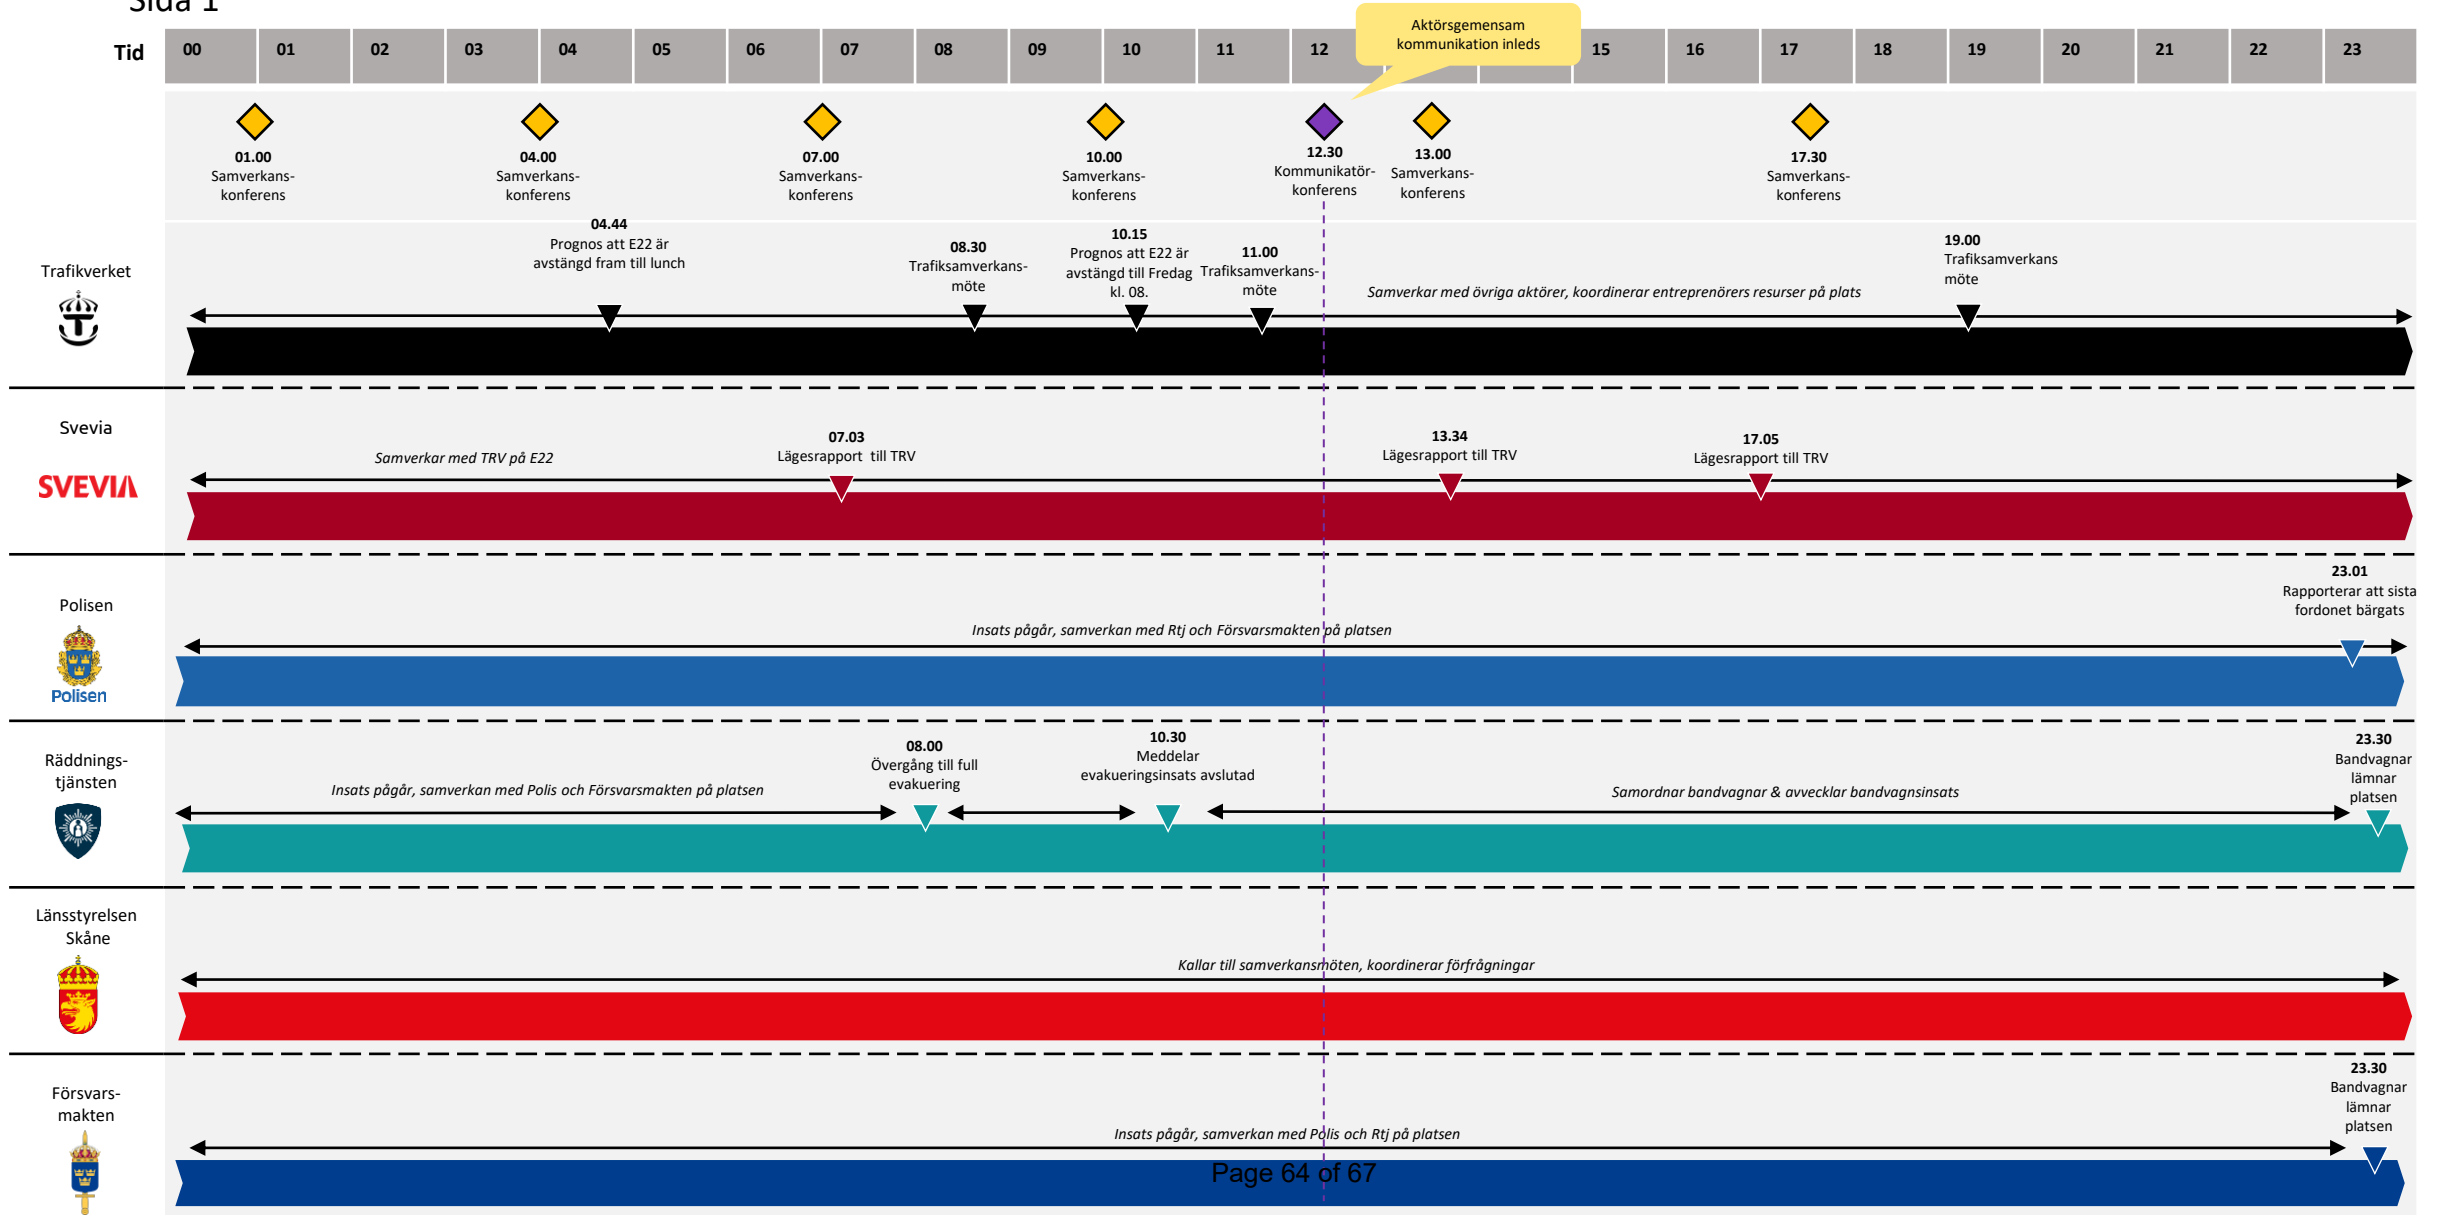 Sida 1
Aktörsgemensam
kommunikation inleds
Tid 00 01 02 03 04 05 06 07 08 09 10 11 12 15 16 17 18 19 20 21 22 23
01.00
Samverkans-
konferens
04.00
Samverkans-
konferens
07.00
Samverkans-
konferens
10.00
Samverkans-
konferens
12.30
Kommunikatör-
konferens
13.00
Samverkans-
konferens
17.30
Samverkans-
konferens
Trafikverket
04.44
Prognos att E22 är
avstängd fram till lunch
08.30
Trafiksamverkans-
möte
10.15
Prognos att E22 är
avstängd till Fredag
kl. 08.
11.00
Trafiksamverkans-
möte
Samverkar med övriga aktörer, koordinerar entreprenörers resurser på plats
19.00
Trafiksamverkans
möte
Svevia
SVEVIA
Samverkar med TRV på E22
07.03
Lägesrapport till TRV
13.34
Lägesrapport till TRV
17.05
Lägesrapport till TRV
Polisen
Polisen
Insats pågår, samverkan med Rtj och Försvarsmakten på platsen
23.01
Rapporterar att sista
fordonet bärgats
Räddnings-
tjänsten
Insats pågår, samverkan med Polis och Försvarsmakten på platsen
08.00
Övergång till full
evakuering
10.30
Meddelar
evakueringsinsats avslutad
Samordnar bandvagnar & avvecklar bandvagnsinsats
23.30
Bandvagnar
lämnar
platsen
Länsstyrelsen
Skåne
Kallar till samverkansmöten, koordinerar förfrågningar
Försvars-
makten
Insats pågår, samverkan med Polis och Rtj på platsen
23.30
Bandvagnar
lämnar
platsen
Page 64 of 67